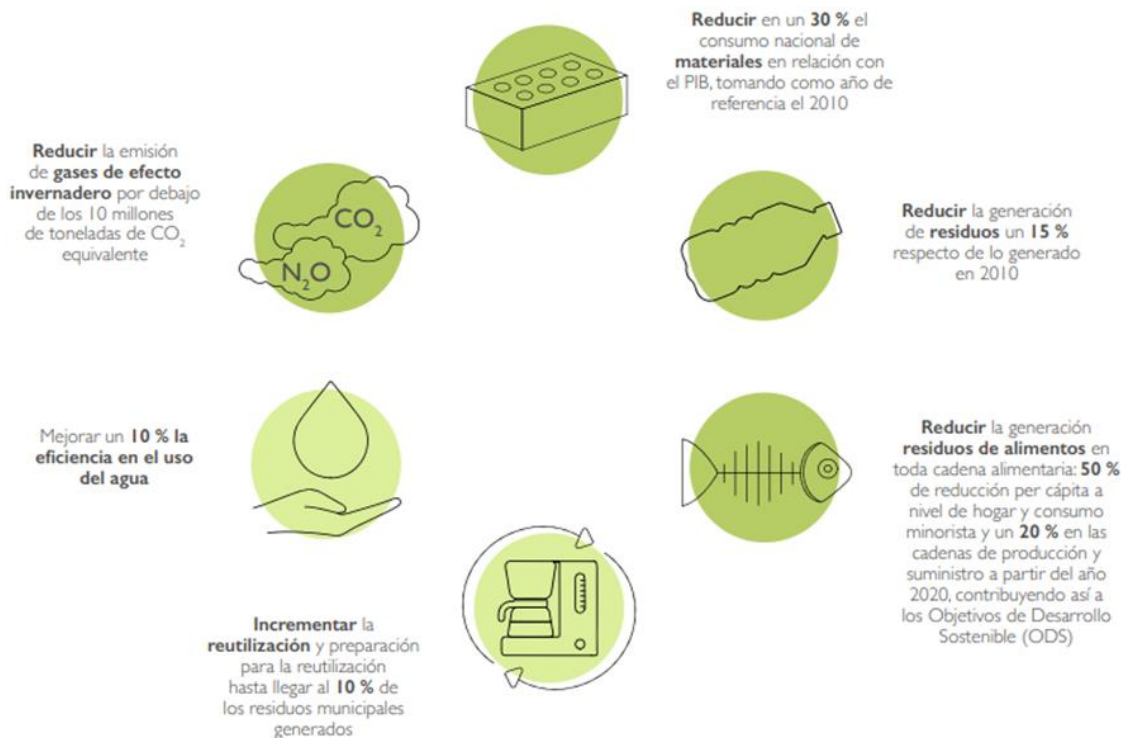 Reducir en un 30 % el
consumo nacional de
materiales en relación con
el PIB, tomando como año de
referencia el 2010
Reducir la emisión
de gases de efecto
invernadero por debajo
de los 10 millones
de toneladas de CO₂
equivalente
CO₂
N₂O
Reducir la generación
de residuos un 15 %
respecto de lo generado
en 2010
Mejorar un 10 % la
eficiencia en el uso
del agua
Reducir la generación
residuos de alimentos en
toda cadena alimentaria: 50 %
de reducción per cápita a
nivel de hogar y consumo
minorista y un 20 % en las
cadenas de producción y
suministro a partir del año
2020, contribuyendo así a
los Objetivos de Desarrollo
Sostenible (ODS)
Incrementar la
reutilización y preparación
para la reutilización
hasta llegar al 10 % de
los residuos municipales
generados